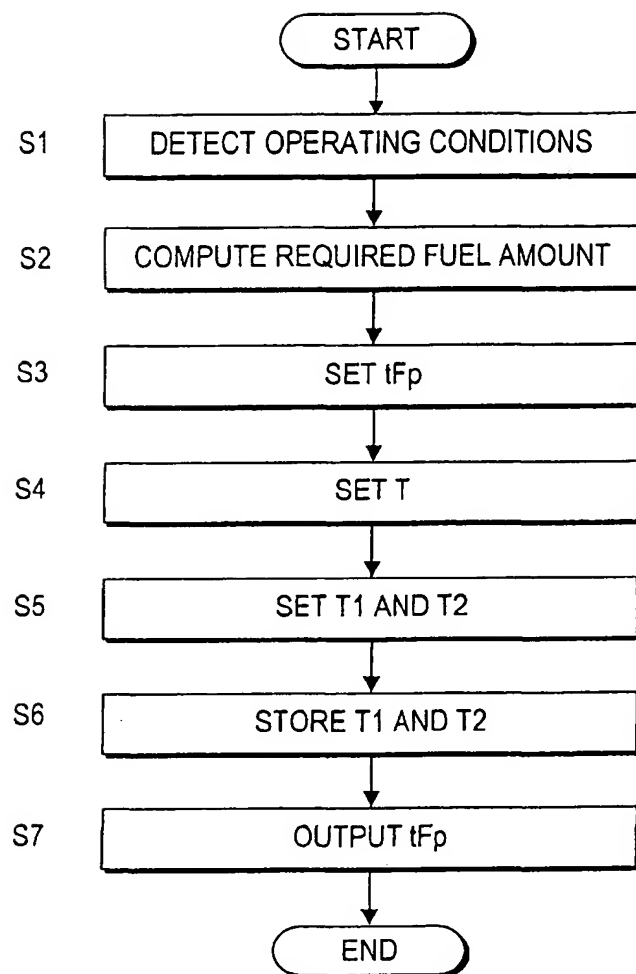 START
S1 DETECT OPERATING CONDITIONS
S2 COMPUTE REQUIRED FUEL AMOUNT
S3 SET tFp
S4 SET T
S5 SET T1 AND T2
S6 STORE T1 AND T2
S7 OUTPUT tFp
END